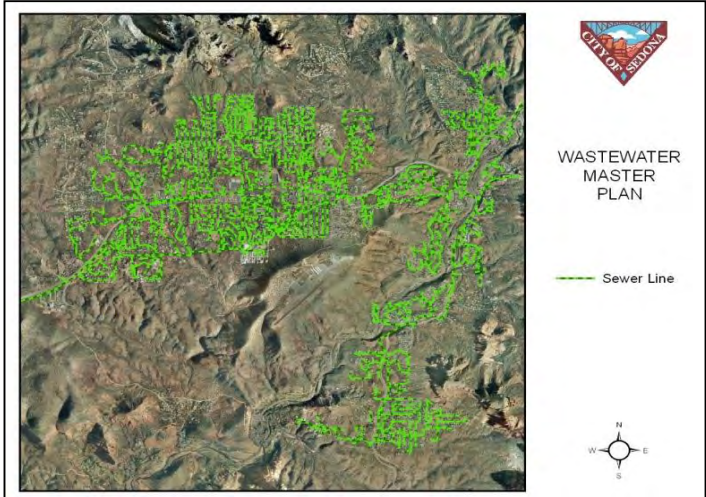 CITY OF SEDONA
WASTEWATER
MASTER
PLAN
Sewer Line
N
W
E
S